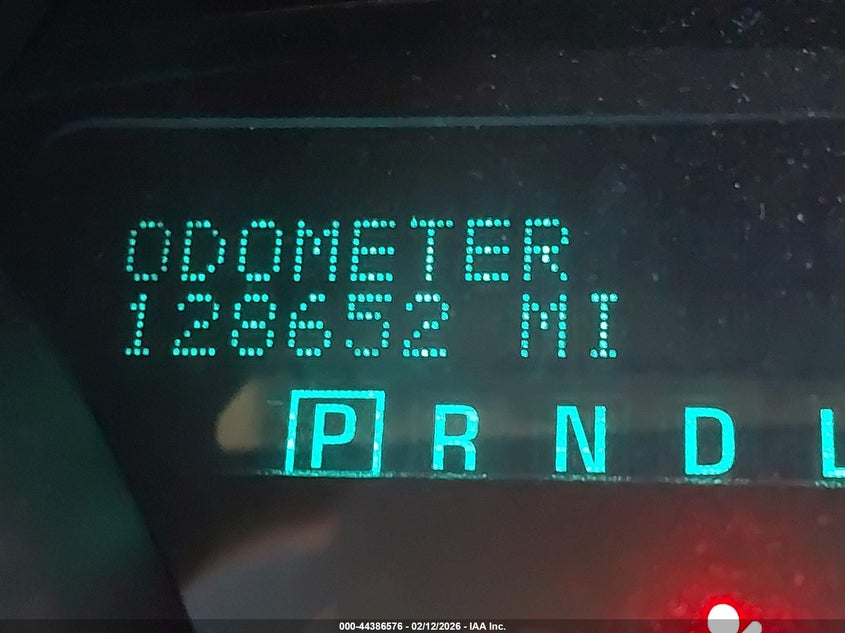 ODOMETER
128652 MI
P R N D L
000-44386576 - 02/12/2026 - IAA Inc.